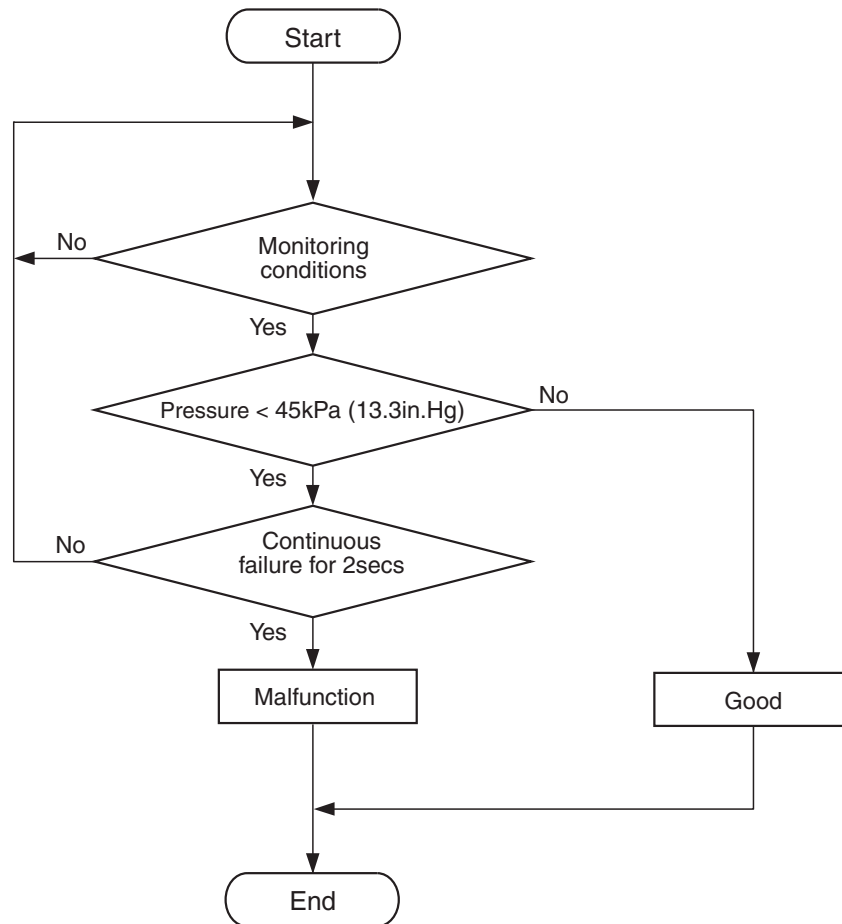 Start
No
Monitoring
conditions
Yes
Pressure < 45kPa (13.3in.Hg)
No
Yes
No
Continuous
failure for 2secs
Yes
Malfunction
Good
End